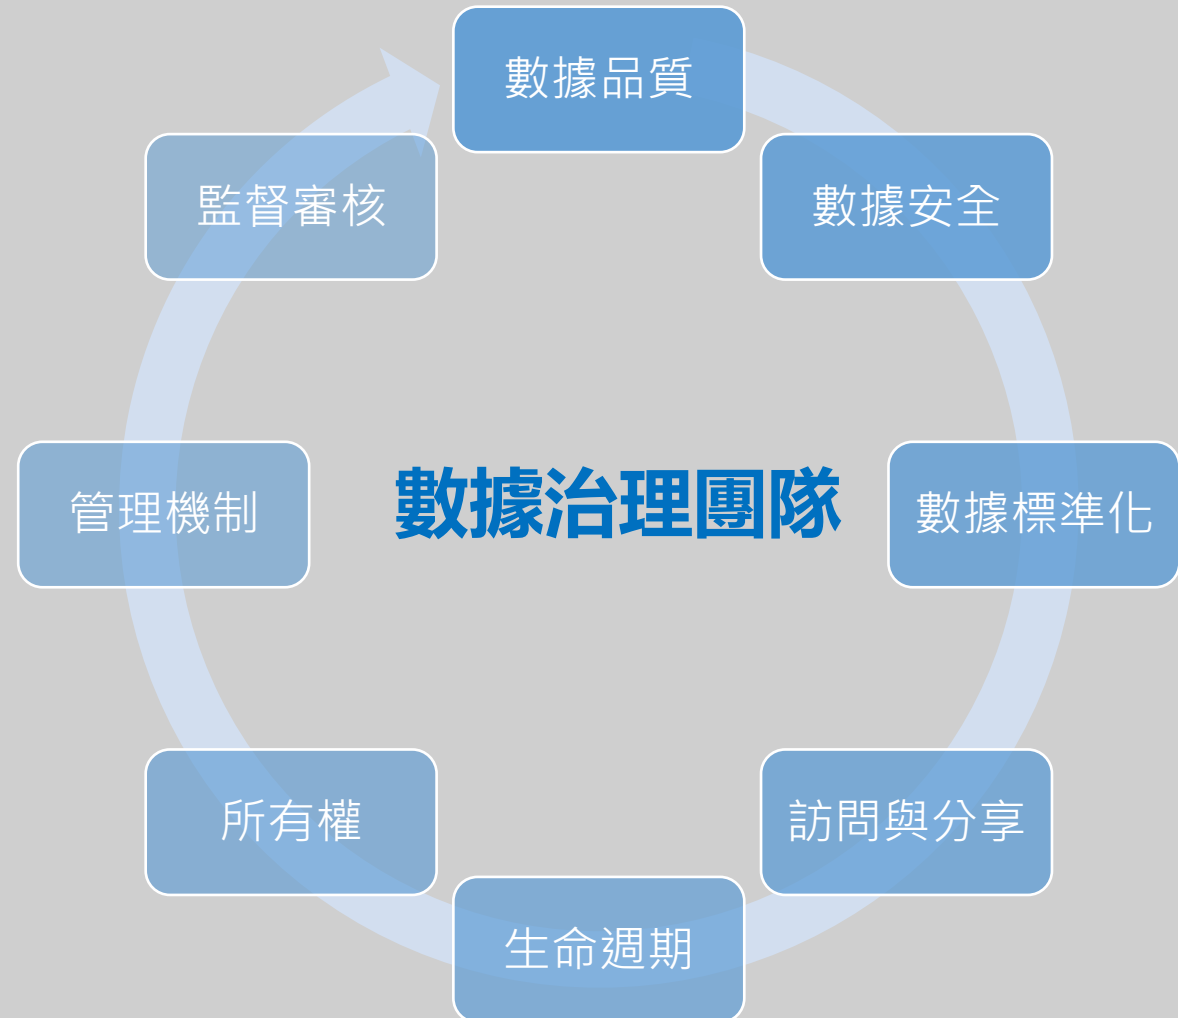 數據品質
數據安全
數據標準化
訪問與分享
生命週期
所有權
管理機制
監督審核
數據治理團隊